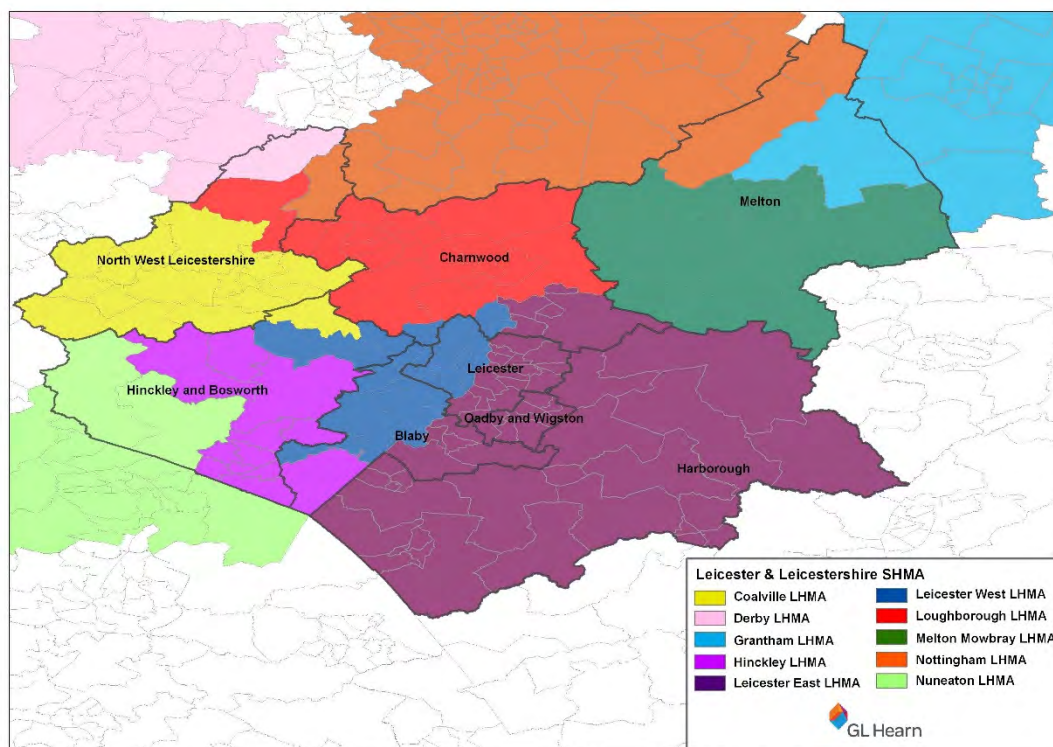 Melton
Charnwood
North West Leicestershire
Leicester
Hinckley and Bosworth
Oadby and Wigston
Blaby
Harborough
Leicester & Leicestershire SHMA
Coalville LHMA
Derby LHMA
Grantham LHMA
Hinckley LHMA
Leicester East LHMA
Leicester West LHMA
Loughborough LHMA
Melton Mowbray LHMA
Nottingham LHMA
Nuneaton LHMA
GL Hearn